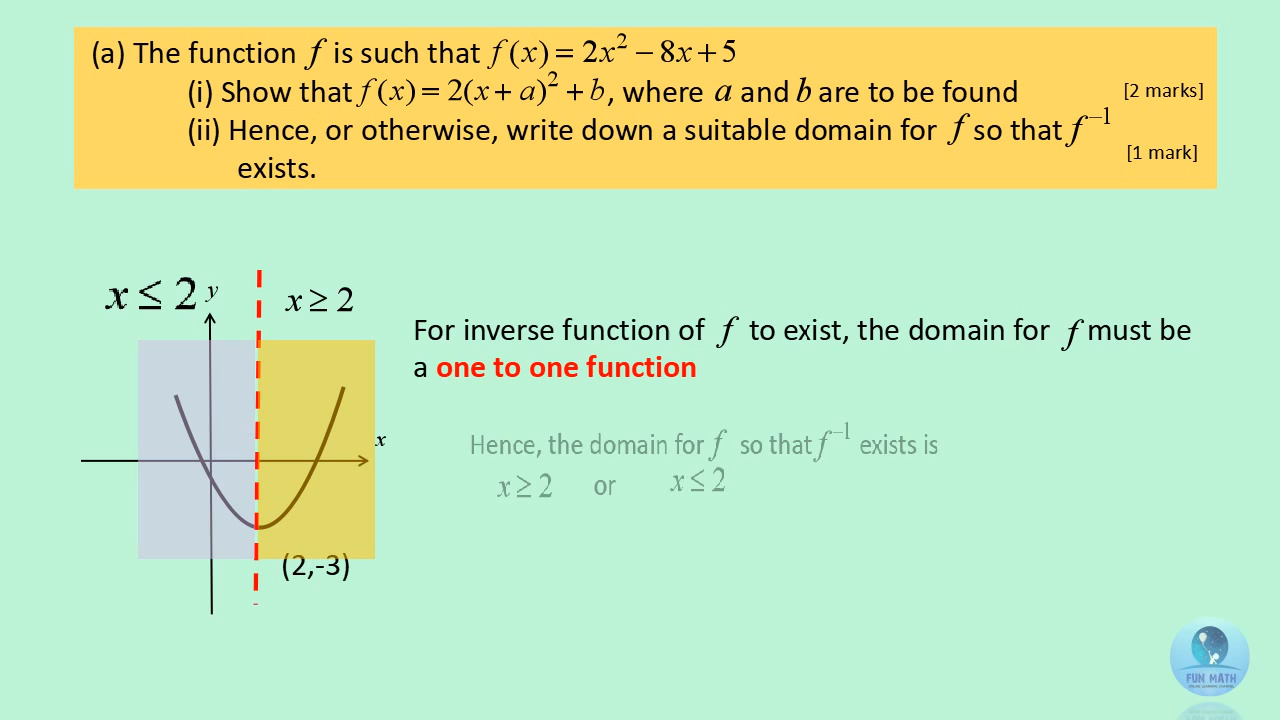 (a) The function f is such that f(x) = 2x² − 8x + 5
(i) Show that f(x) = 2(x + a)² + b, where a and b are to be found [2 marks]
(ii) Hence, or otherwise, write down a suitable domain for f so that f⁻¹
exists. [1 mark]
x ≤ 2 y x ≥ 2
For inverse function of f to exist, the domain for f must be
a one to one function
x
Hence, the domain for f so that f⁻¹ exists is
x ≥ 2 or x ≤ 2
(2,-3)
FUN MATH
ONLINE LEARNING CHANNEL